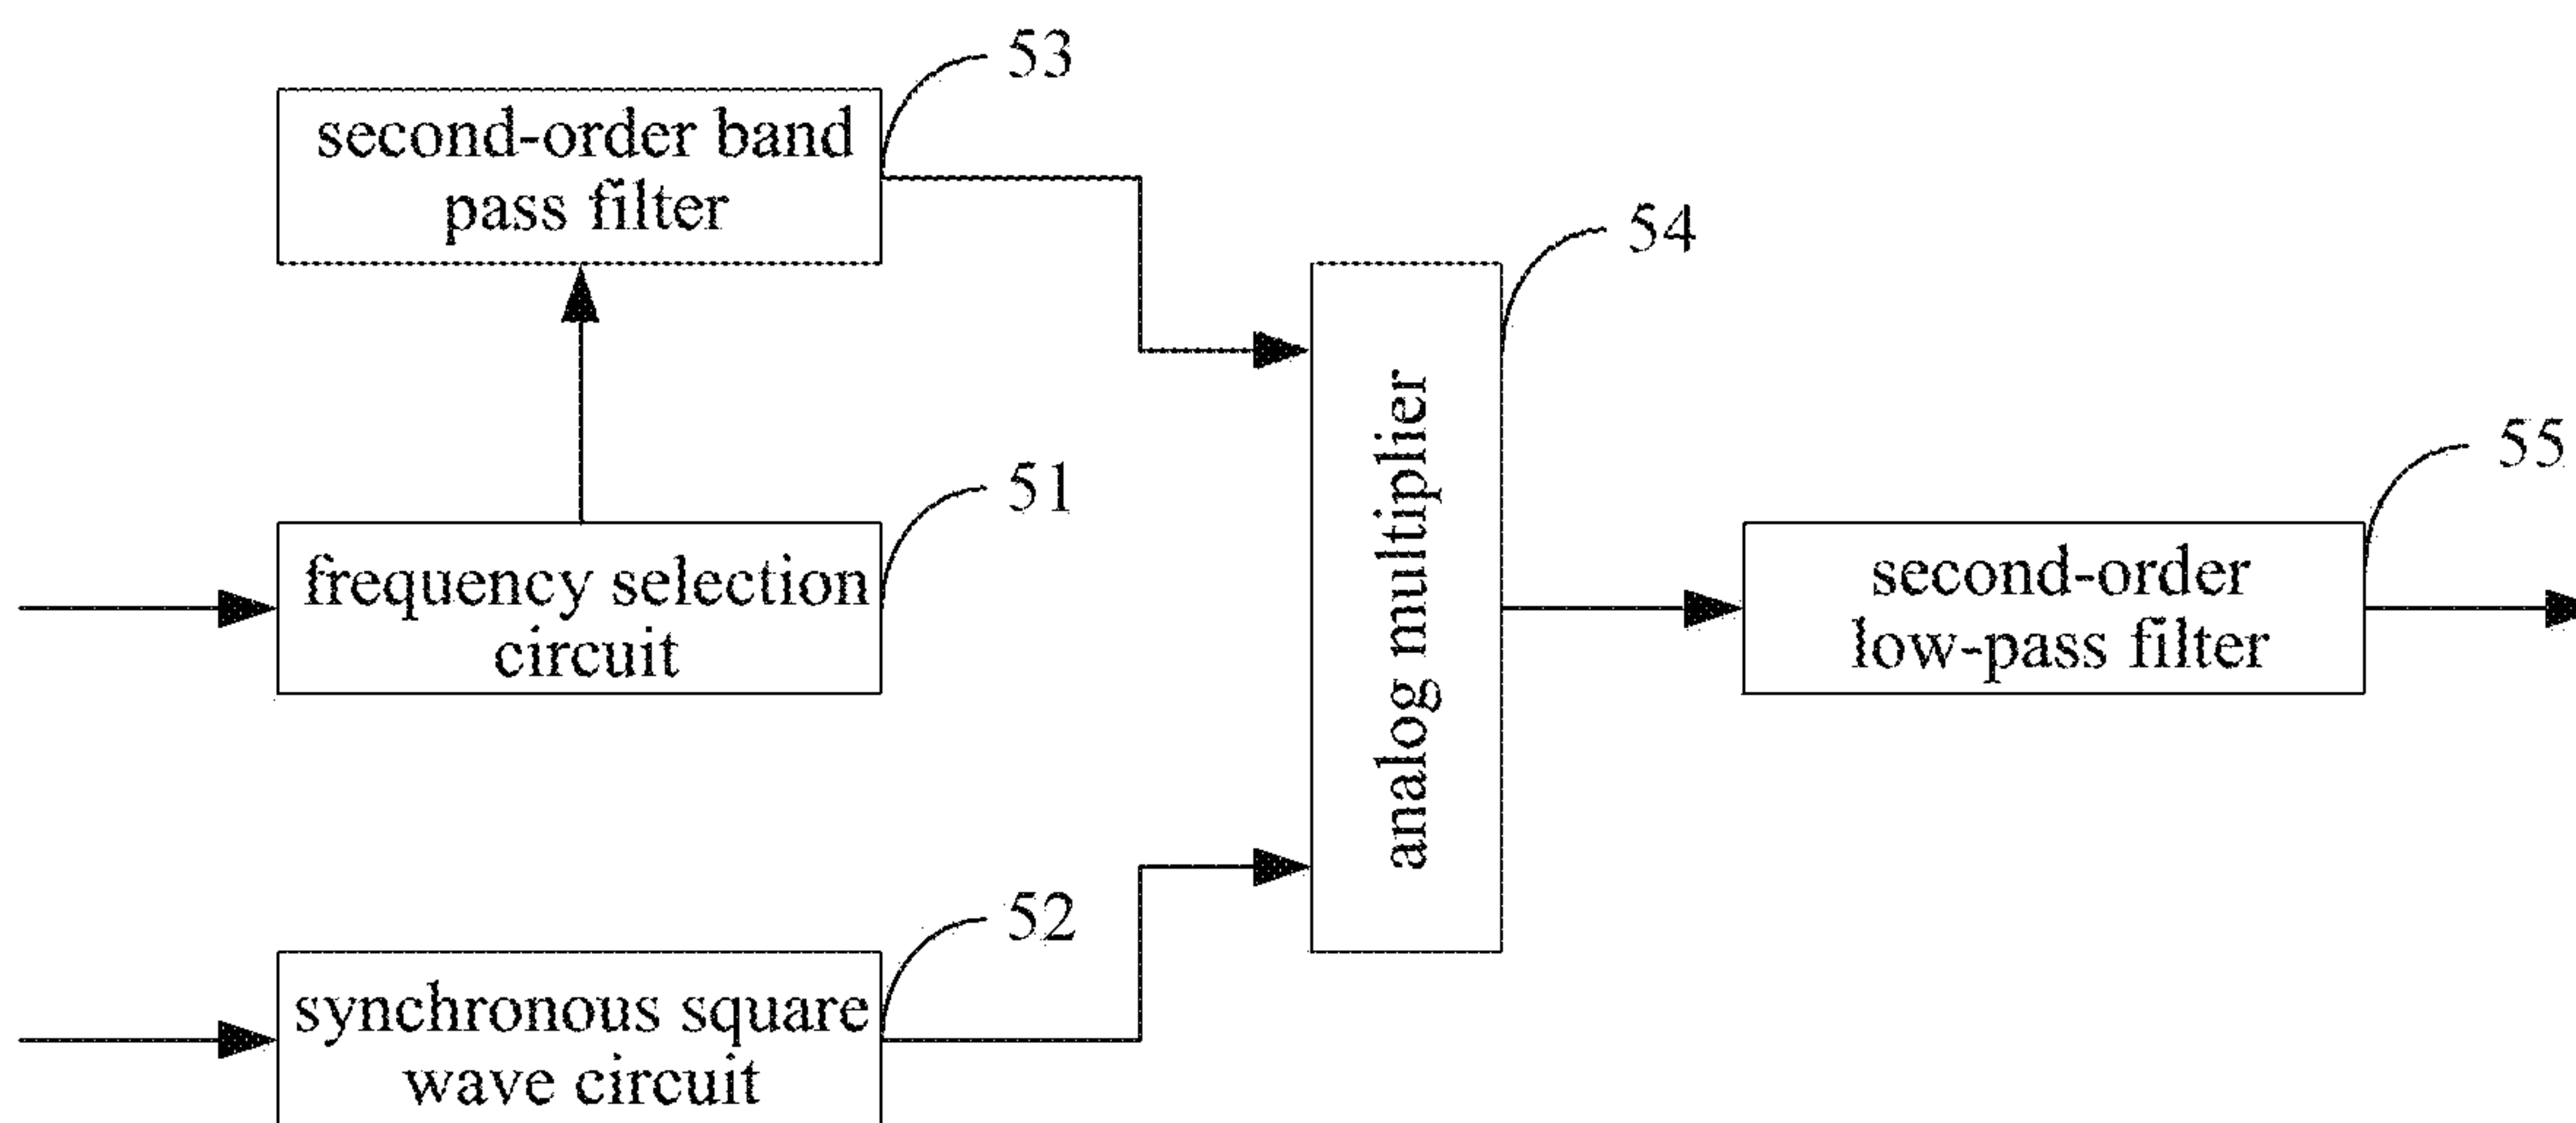 53
second-order band
pass filter
54
51
frequency selection
circuit
analog multiplier
55
second-order
low-pass filter
52
synchronous square
wave circuit